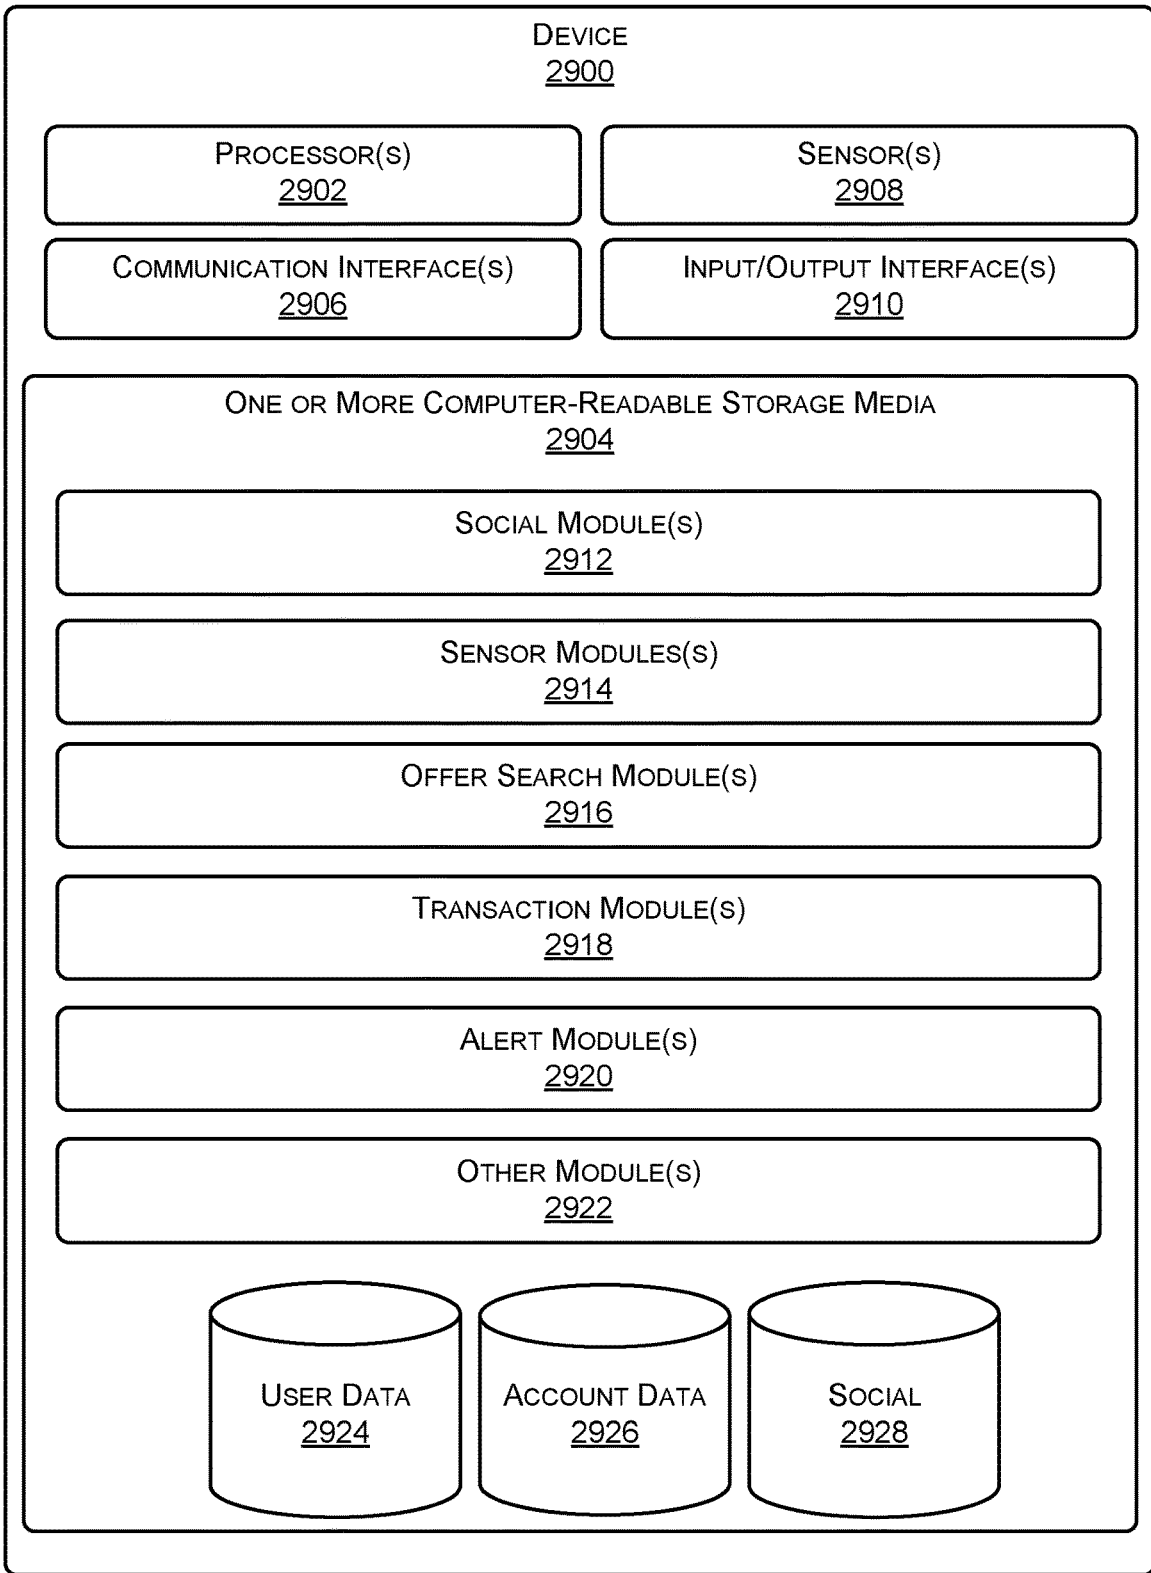 DEVICE
2900
PROCESSOR(S)
2902
SENSOR(S)
2908
COMMUNICATION INTERFACE(S)
2906
INPUT/OUTPUT INTERFACE(S)
2910
ONE OR MORE COMPUTER-READABLE STORAGE MEDIA
2904
SOCIAL MODULE(S)
2912
SENSOR MODULES(S)
2914
OFFER SEARCH MODULE(S)
2916
TRANSACTION MODULE(S)
2918
ALERT MODULE(S)
2920
OTHER MODULE(S)
2922
USER DATA
2924
ACCOUNT DATA
2926
SOCIAL
2928